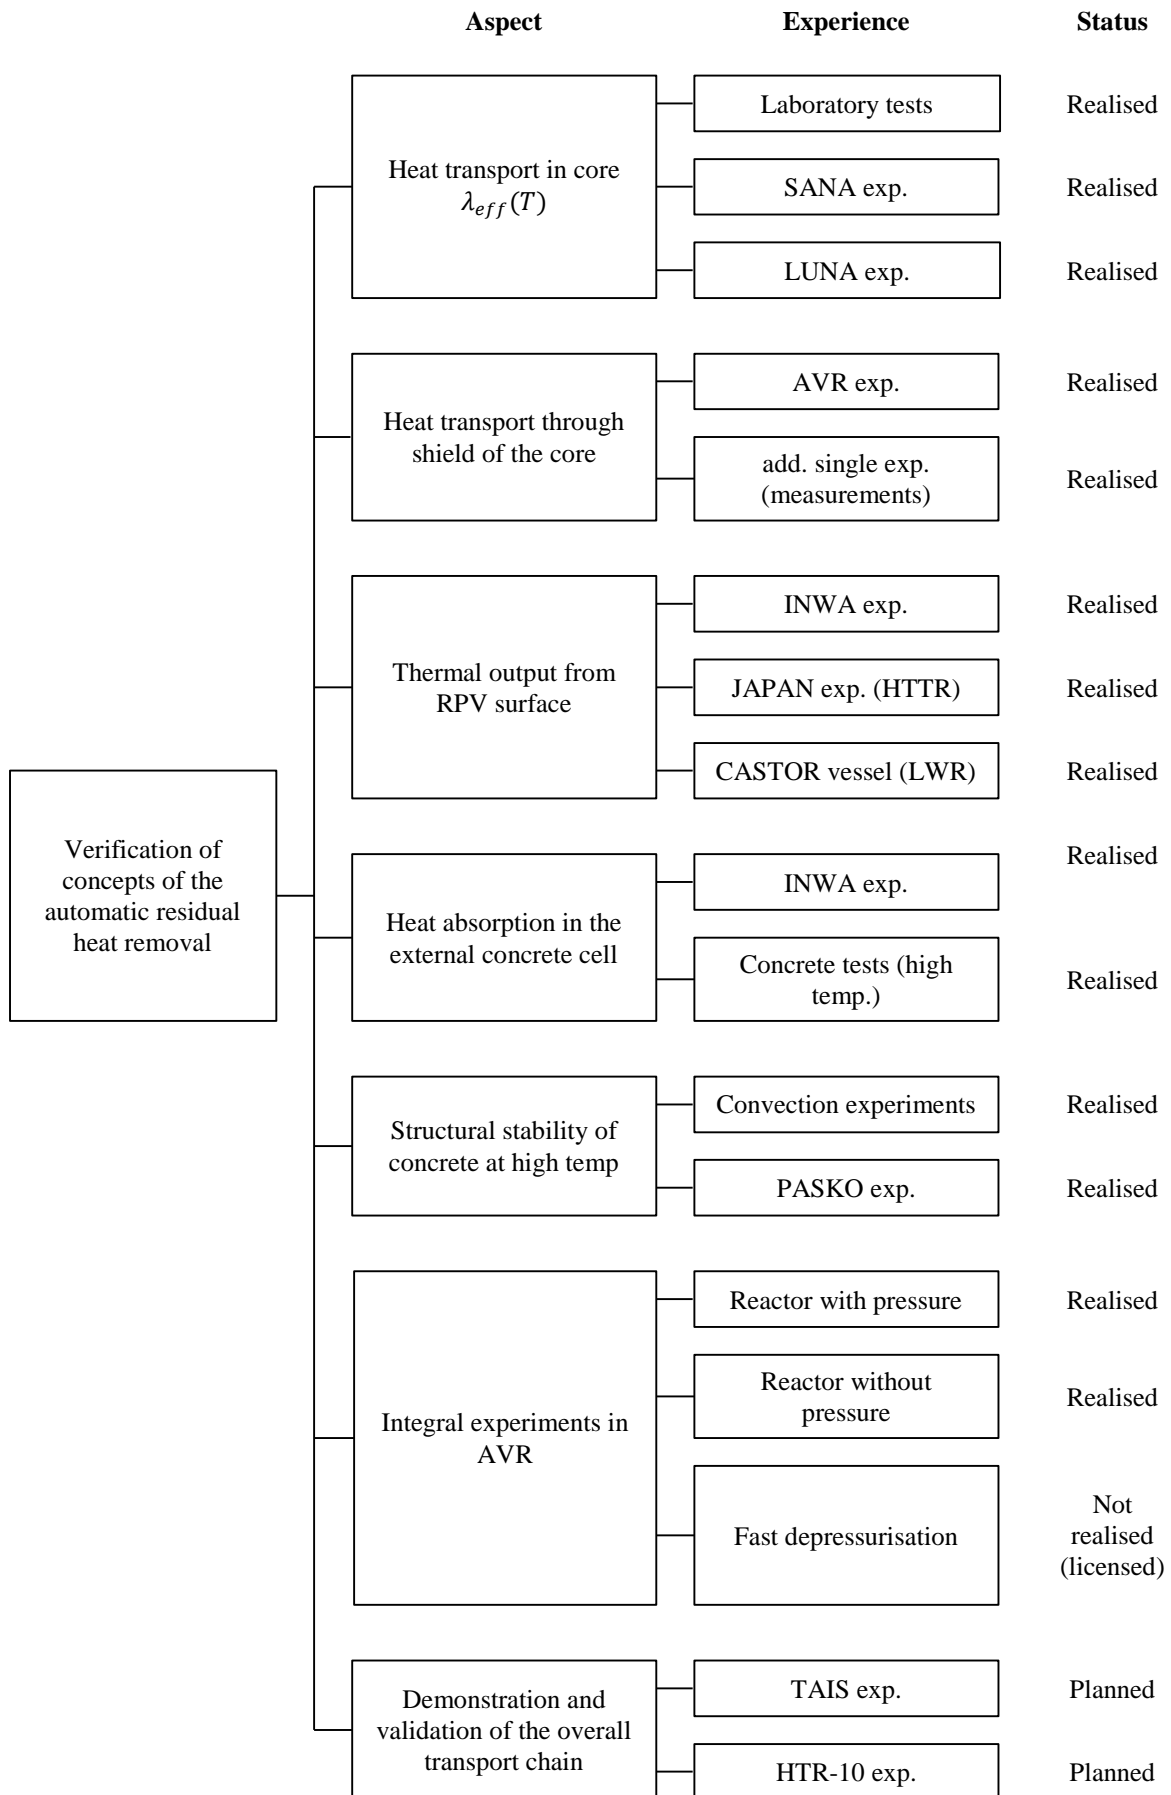 Aspect Experience Status
Laboratory tests Realised
Heat transport in core
λeff(T)
SANA exp. Realised
LUNA exp. Realised
AVR exp. Realised
Heat transport through
shield of the core
add. single exp.
(measurements)
Realised
INWA exp. Realised
Thermal output from
RPV surface
JAPAN exp. (HTTR) Realised
CASTOR vessel (LWR) Realised
Verification of
concepts of the
automatic residual
heat removal
Realised
INWA exp.
Heat absorption in the
external concrete cell
Concrete tests (high
temp.)
Realised
Convection experiments Realised
Structural stability of
concrete at high temp
PASKO exp. Realised
Reactor with pressure Realised
Reactor without
pressure
Realised
Integral experiments in
AVR
Fast depressurisation
Not
realised
(licensed)
TAIS exp. Planned
Demonstration and
validation of the overall
transport chain
HTR-10 exp. Planned